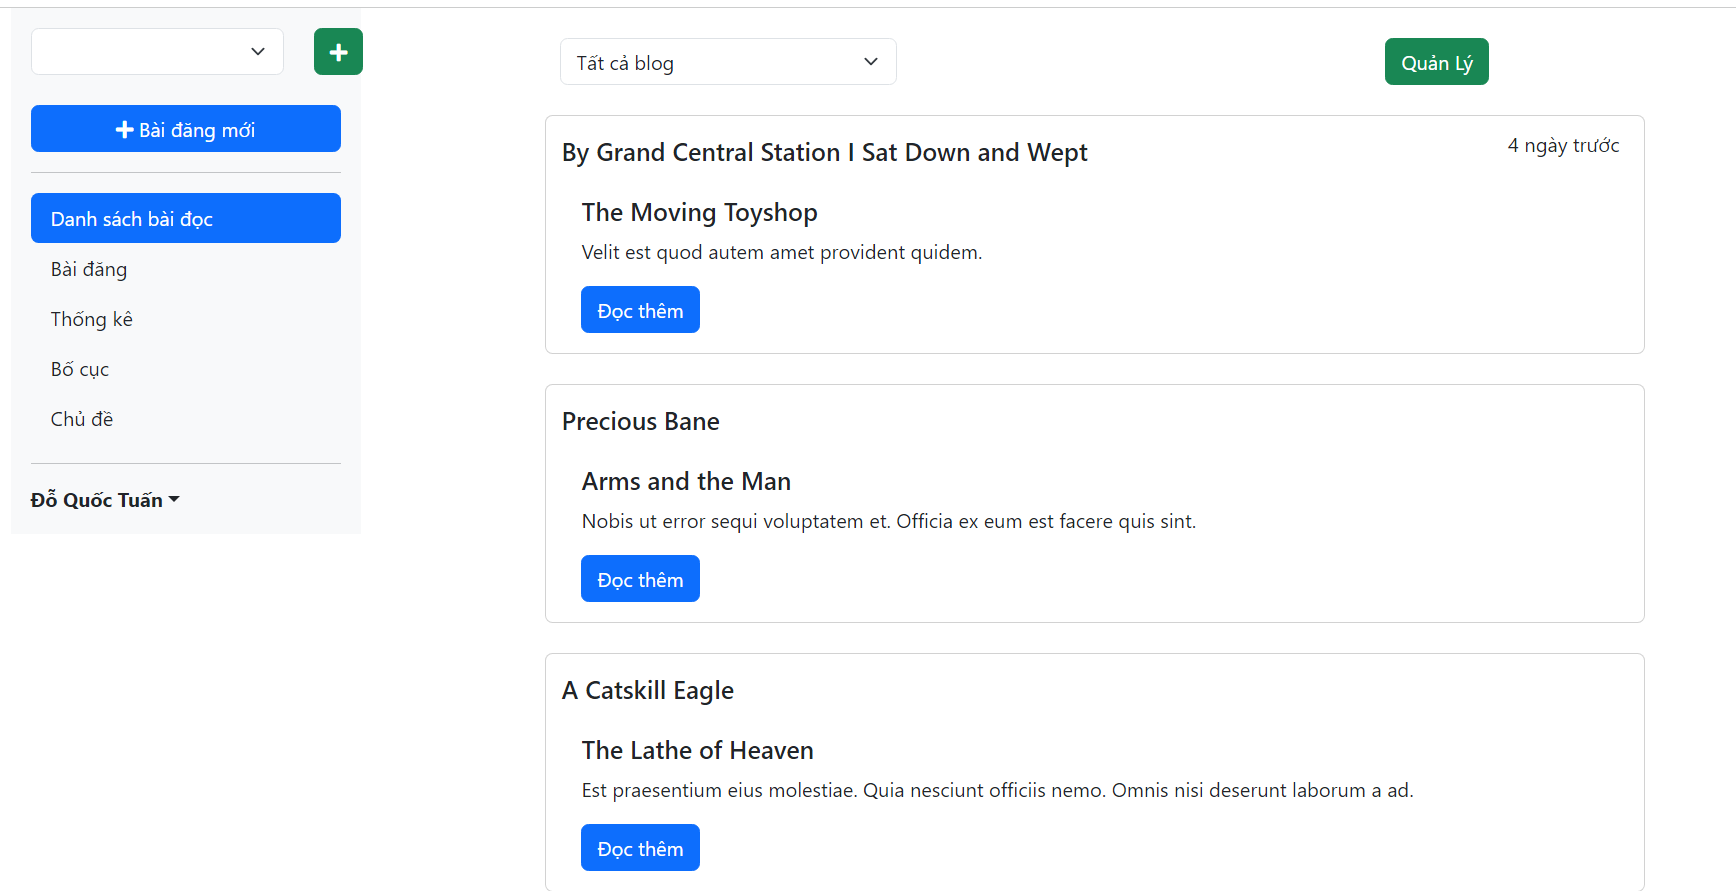 Bài đăng mới
Danh sách bài đọc
Bài đăng
Thống kê
Bố cục
Chủ đề
Đỗ Quốc Tuấn
Tất cả blog
Quản Lý
By Grand Central Station I Sat Down and Wept
4 ngày trước
The Moving Toyshop
Velit est quod autem amet provident quidem.
Đọc thêm
Precious Bane
Arms and the Man
Nobis ut error sequi voluptatem et. Officia ex eum est facere quis sint.
Đọc thêm
A Catskill Eagle
The Lathe of Heaven
Est praesentium eius molestiae. Quia nesciunt officiis nemo. Omnis nisi deserunt laborum a ad.
Đọc thêm